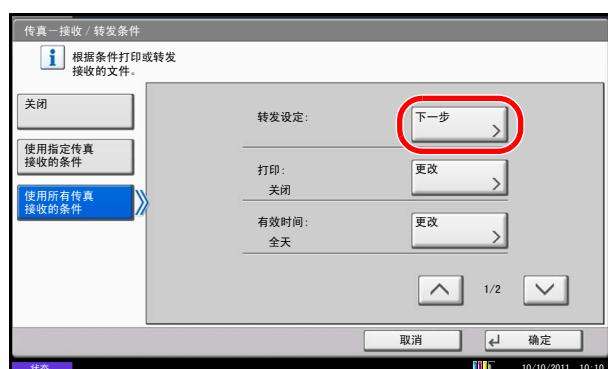 传真－接收 / 转发条件
根据条件打印或转发
接收的文件。
关闭
使用指定传真
接收的条件
使用所有传真
接收的条件
转发设定:
下一步
打印:
关闭
更改
有效时间:
全天
更改
1/2
取消
确定
状态
10/10/2011 10:10